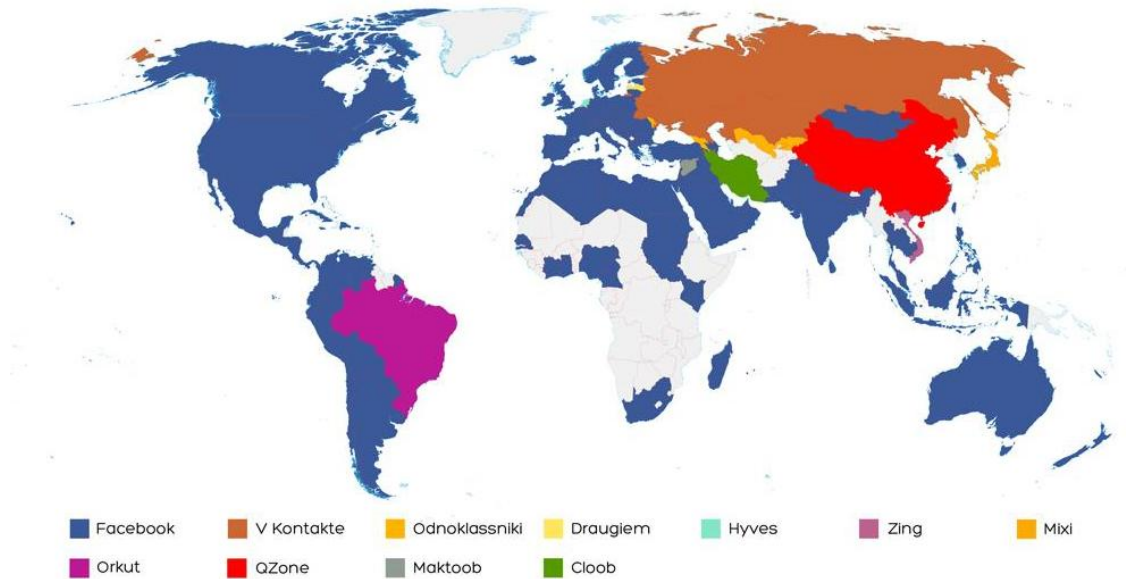 Facebook V Kontakte Odnoklassniki Draugiem Hyves Zing Mixi
Orkut QZone Maktoob Cloob